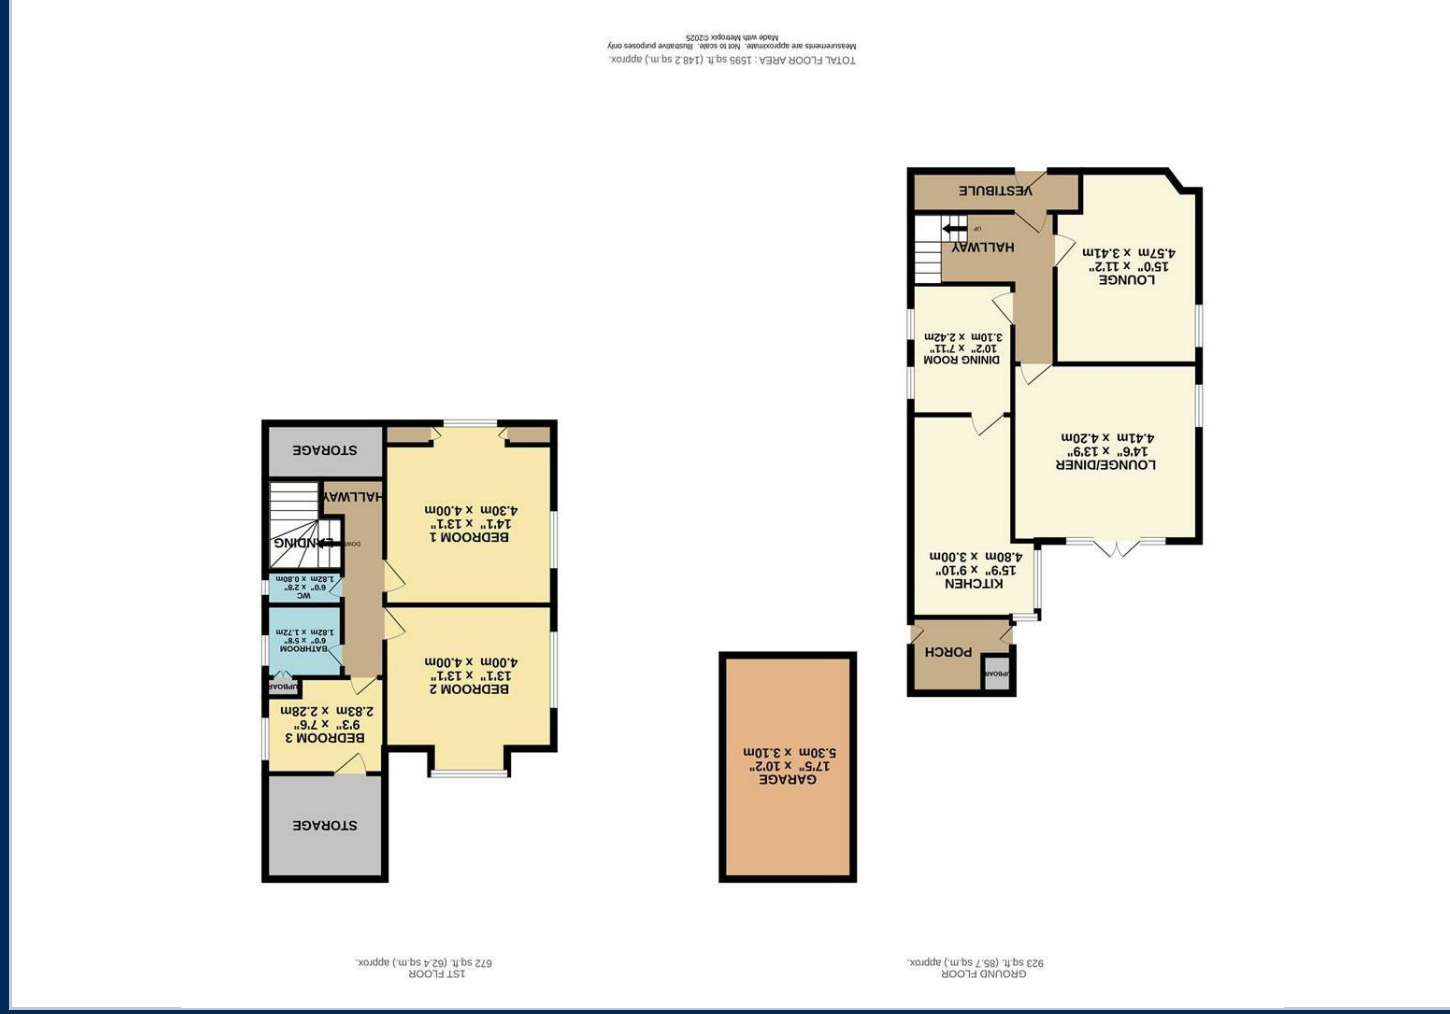 GROUND FLOOR
923 sq.ft. (85.7 sq.m.) approx.
1ST FLOOR
672 sq.ft. (62.4 sq.m.) approx.
UPBOAR
PORCH
KITCHEN
15'9" x 9'10"
4.80m x 3.00m
LOUNGE/DINER
14'6" x 13'9"
4.41m x 4.20m
DINING ROOM
10'2" x 7'11"
3.10m x 2.42m
LOUNGE
15'0" x 11'2"
4.57m x 3.41m
HALLWAY
UP
VESTIBULE
GARAGE
17'5" x 10'2"
5.30m x 3.10m
STORAGE
BEDROOM 3
9'3" x 7'6"
2.83m x 2.28m
UPBOAR
BEDROOM 2
13'1" x 13'1"
4.00m x 4.00m
BATHROOM
6'0" x 5'8"
1.82m x 1.72m
WC
6'0" x 2'8"
1.82m x 0.80m
LANDING
DOWN
BEDROOM 1
14'1" x 13'1"
4.30m x 4.00m
HALLWAY
STORAGE
TOTAL FLOOR AREA : 1595 sq.ft. (148.2 sq.m.) approx.
Measurements are approximate. Not to scale. Illustrative purposes only
Made with Metropix ©2025